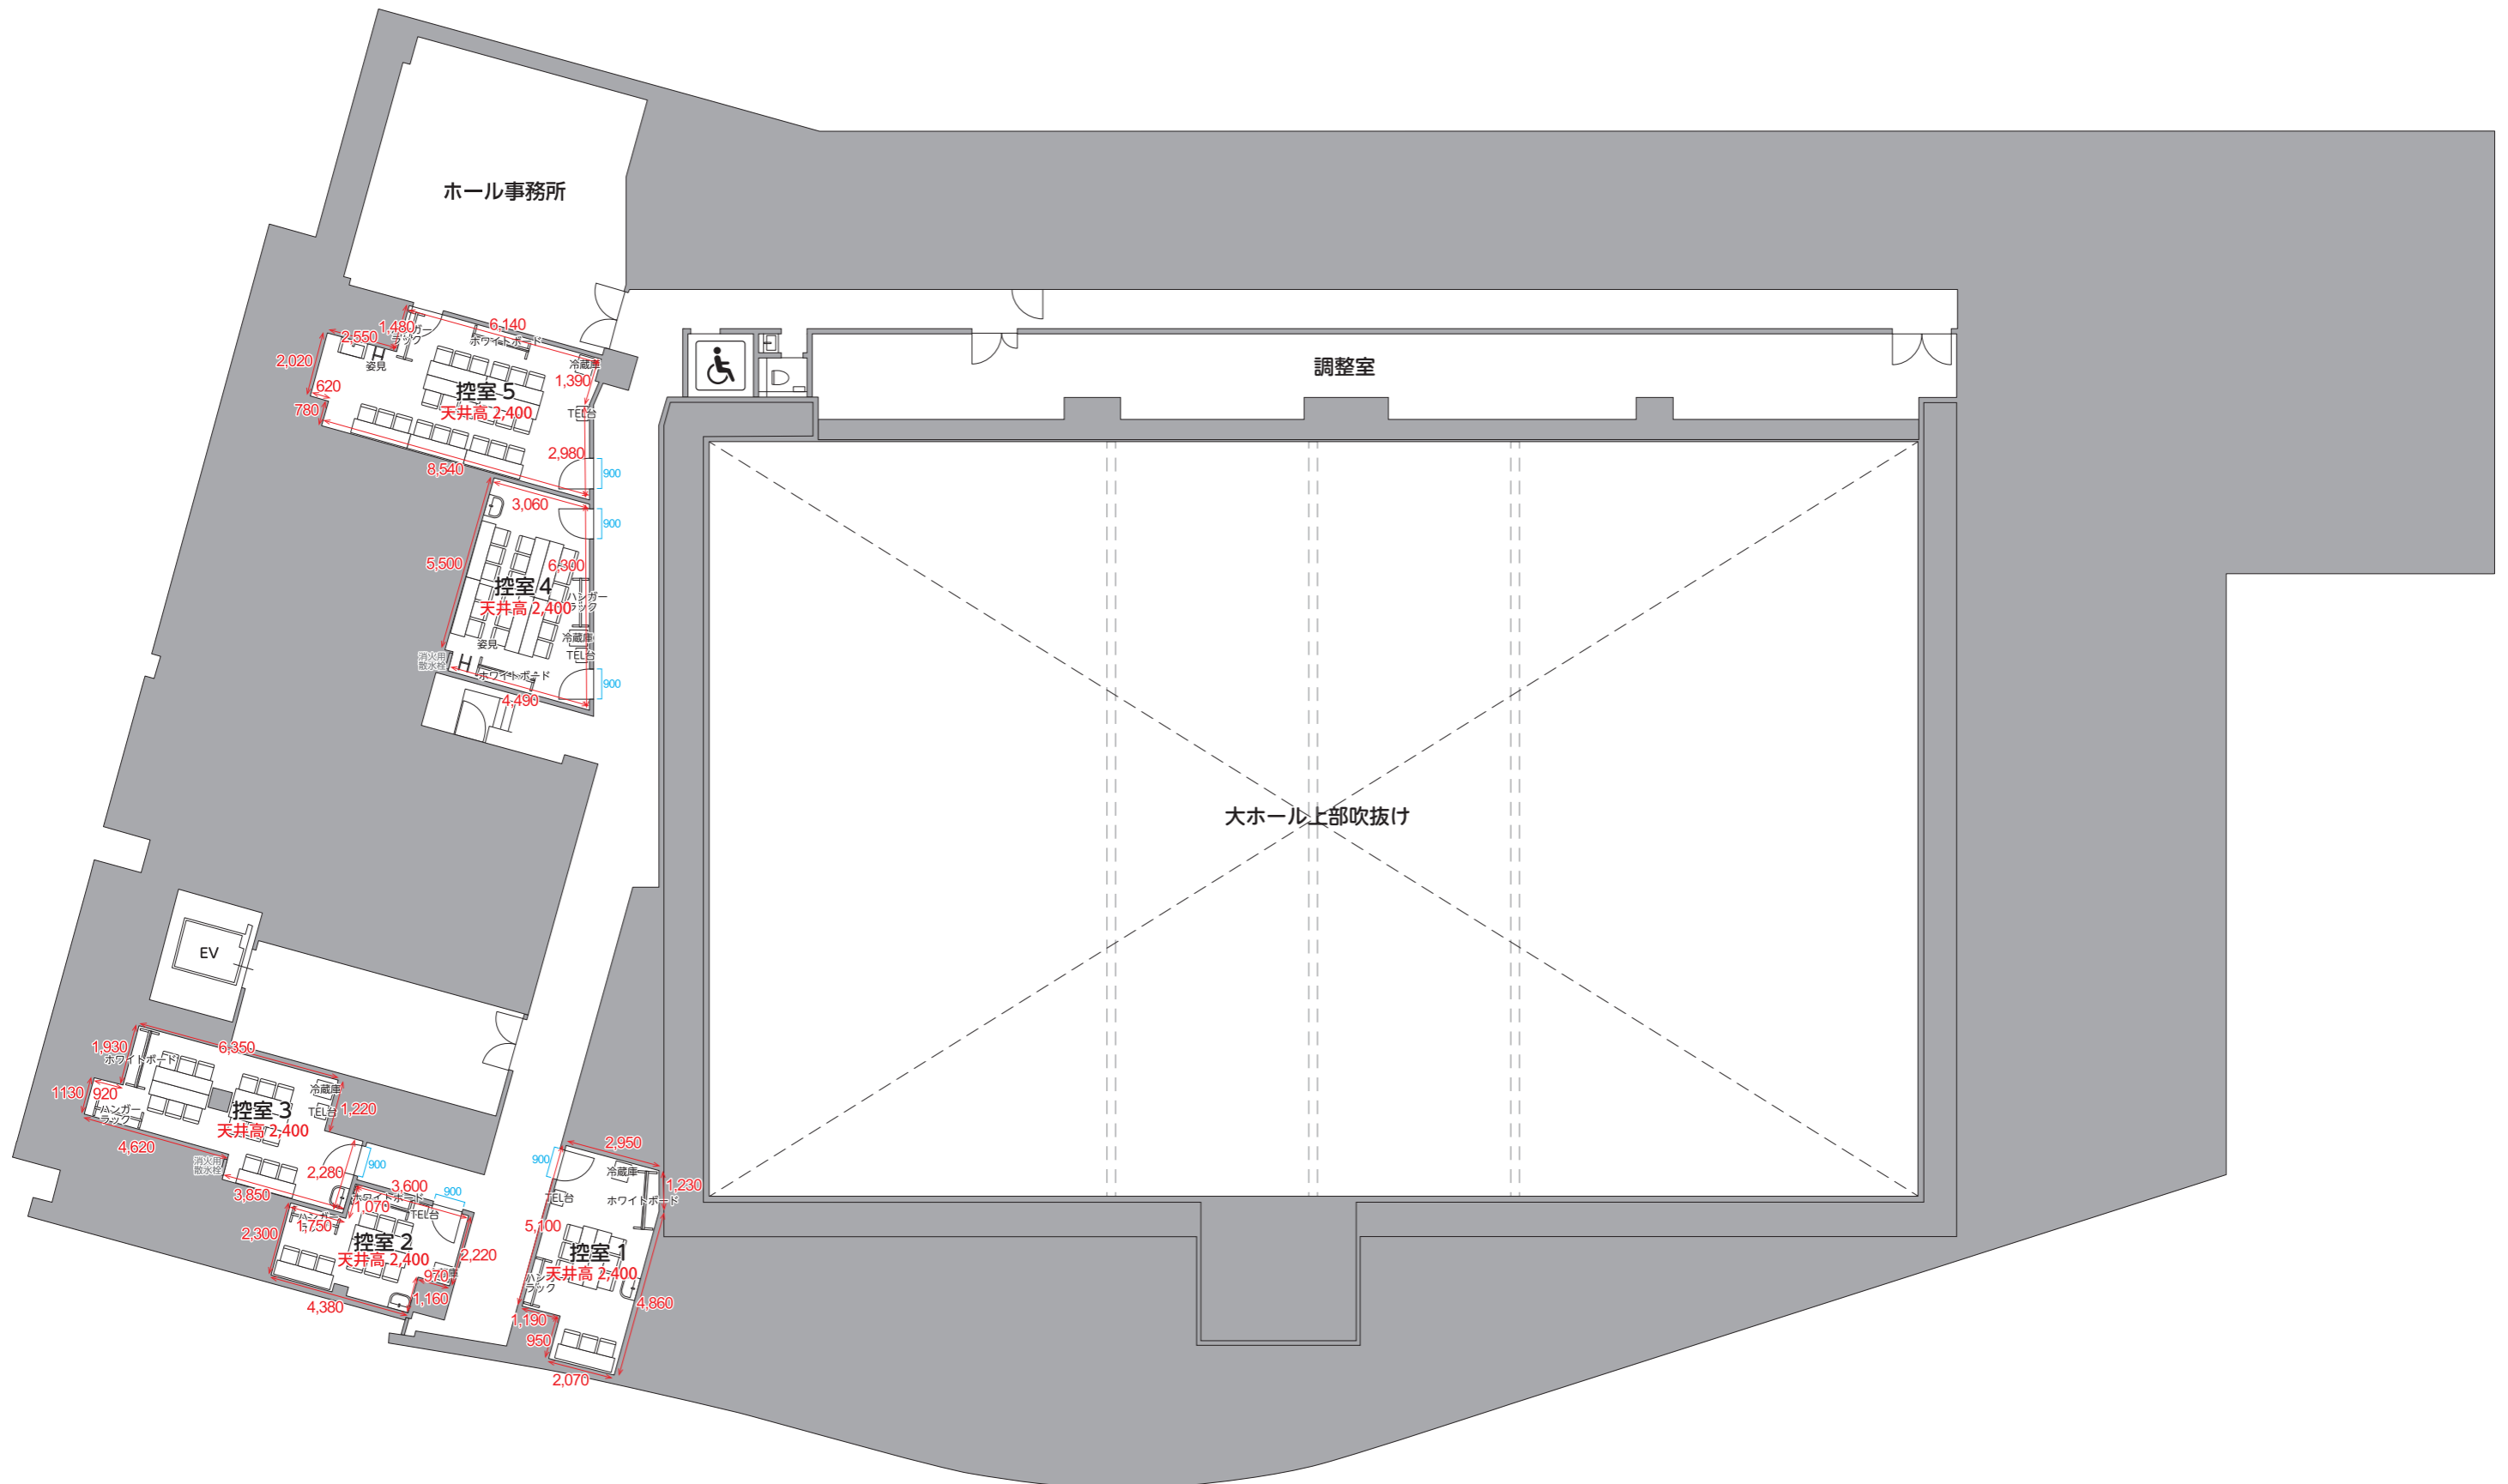 ホール事務所
調整室
大ホール上部吹抜け
EV
控室 5
天井高 2,400
6,140
1,480
2,550
2,020
620
780
8,540
1,390
2,980
900
ラック
ホワイトボード
姿見
冷蔵庫
TEL台
控室 4
天井高 2,400
3,060
900
5,500
6,300
ハンガー
ラック
冷蔵庫
TEL台
姿見
消火用
散水栓
ホワイトボード
900
4,490
控室 3
天井高 2,400
1,930
6,350
ホワイトボード
1130
920
ハンガー
ラック
冷蔵庫
TEL台
1,220
4,620
消火用
散水栓
2,280
900
3,850
控室 2
天井高 2,400
3,600
900
ホワイトボード
1,070
TEL台
1,750
2,300
2,220
970
1,160
4,380
控室 1
天井高 2,400
2,950
900
冷蔵庫
1,230
TEL台
ホワイトボード
5,100
ラック
4,860
1,190
950
2,070